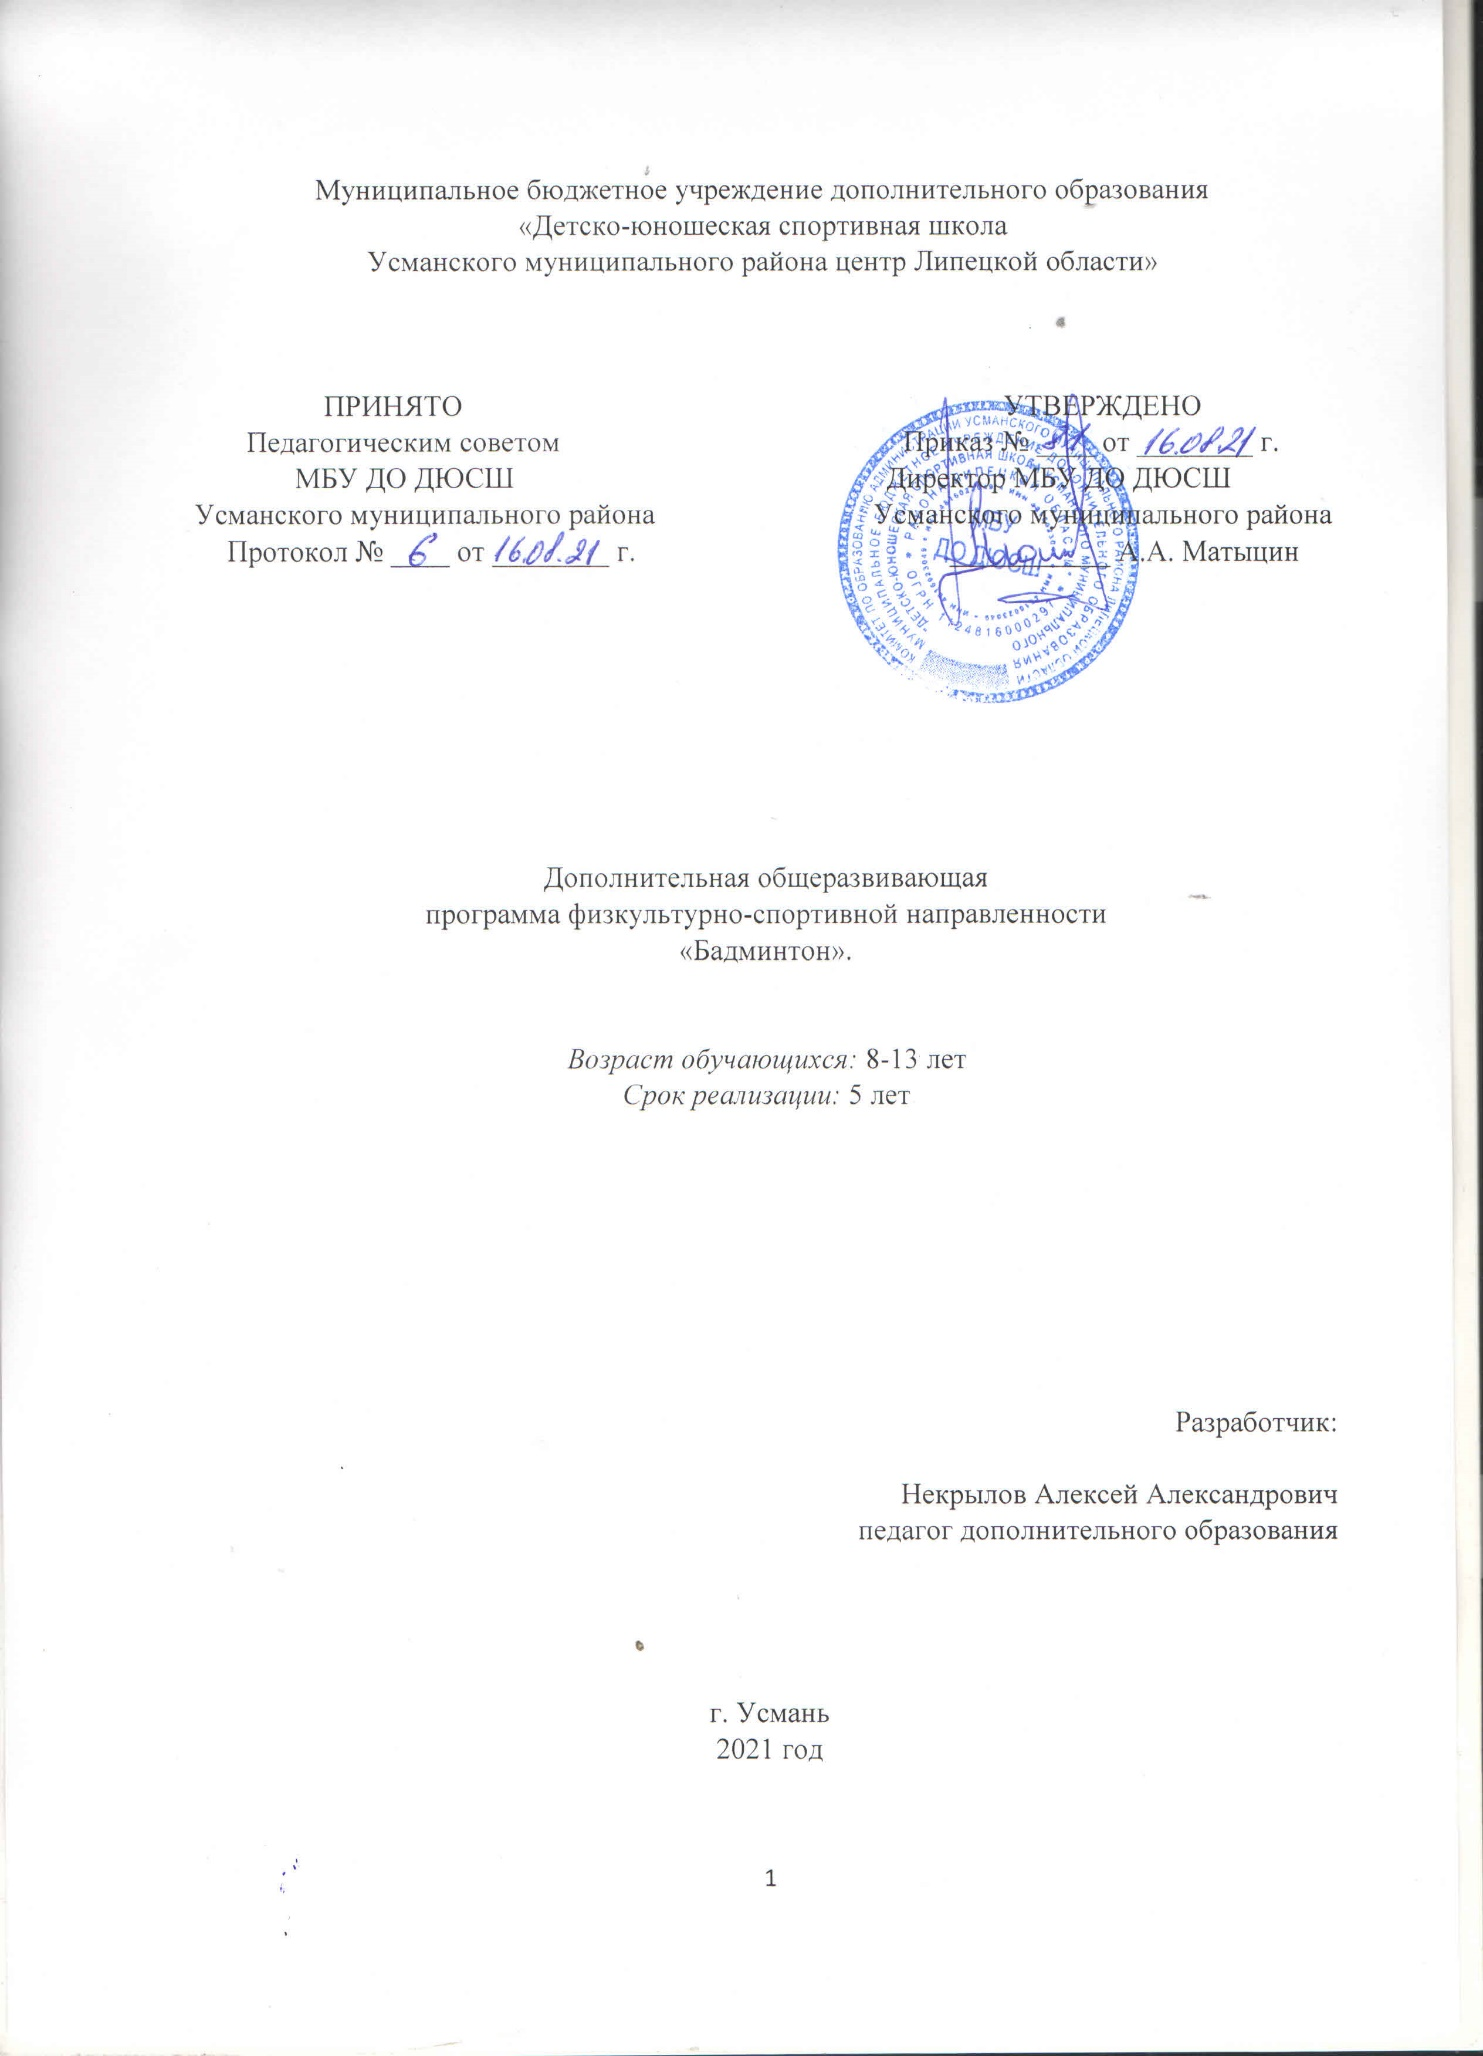 Муниципальное бюджетное учреждение дополнительного образования
«Детско-юношеская спортивная школа
Усманского муниципального района центр Липецкой области»
ПРИНЯТО
Педагогическим советом
МБУ ДО ДЮСШ
Усманского муниципального района
Протокол № 6 от 16.08.21 г.
УТВЕРЖДЕНО
Приказ № от 16.08.21 г.
Директор МБУ ДО ДЮСШ
Усманского муниципального района
А.А. Матыцин
МБУ
ДО ДЮСШ
Дополнительная общеразвивающая
программа физкультурно-спортивной направленности
«Бадминтон».
Возраст обучающихся: 8-13 лет
Срок реализации: 5 лет
Разработчик:
Некрылов Алексей Александрович
педагог дополнительного образования
г. Усмань
2021 год
1